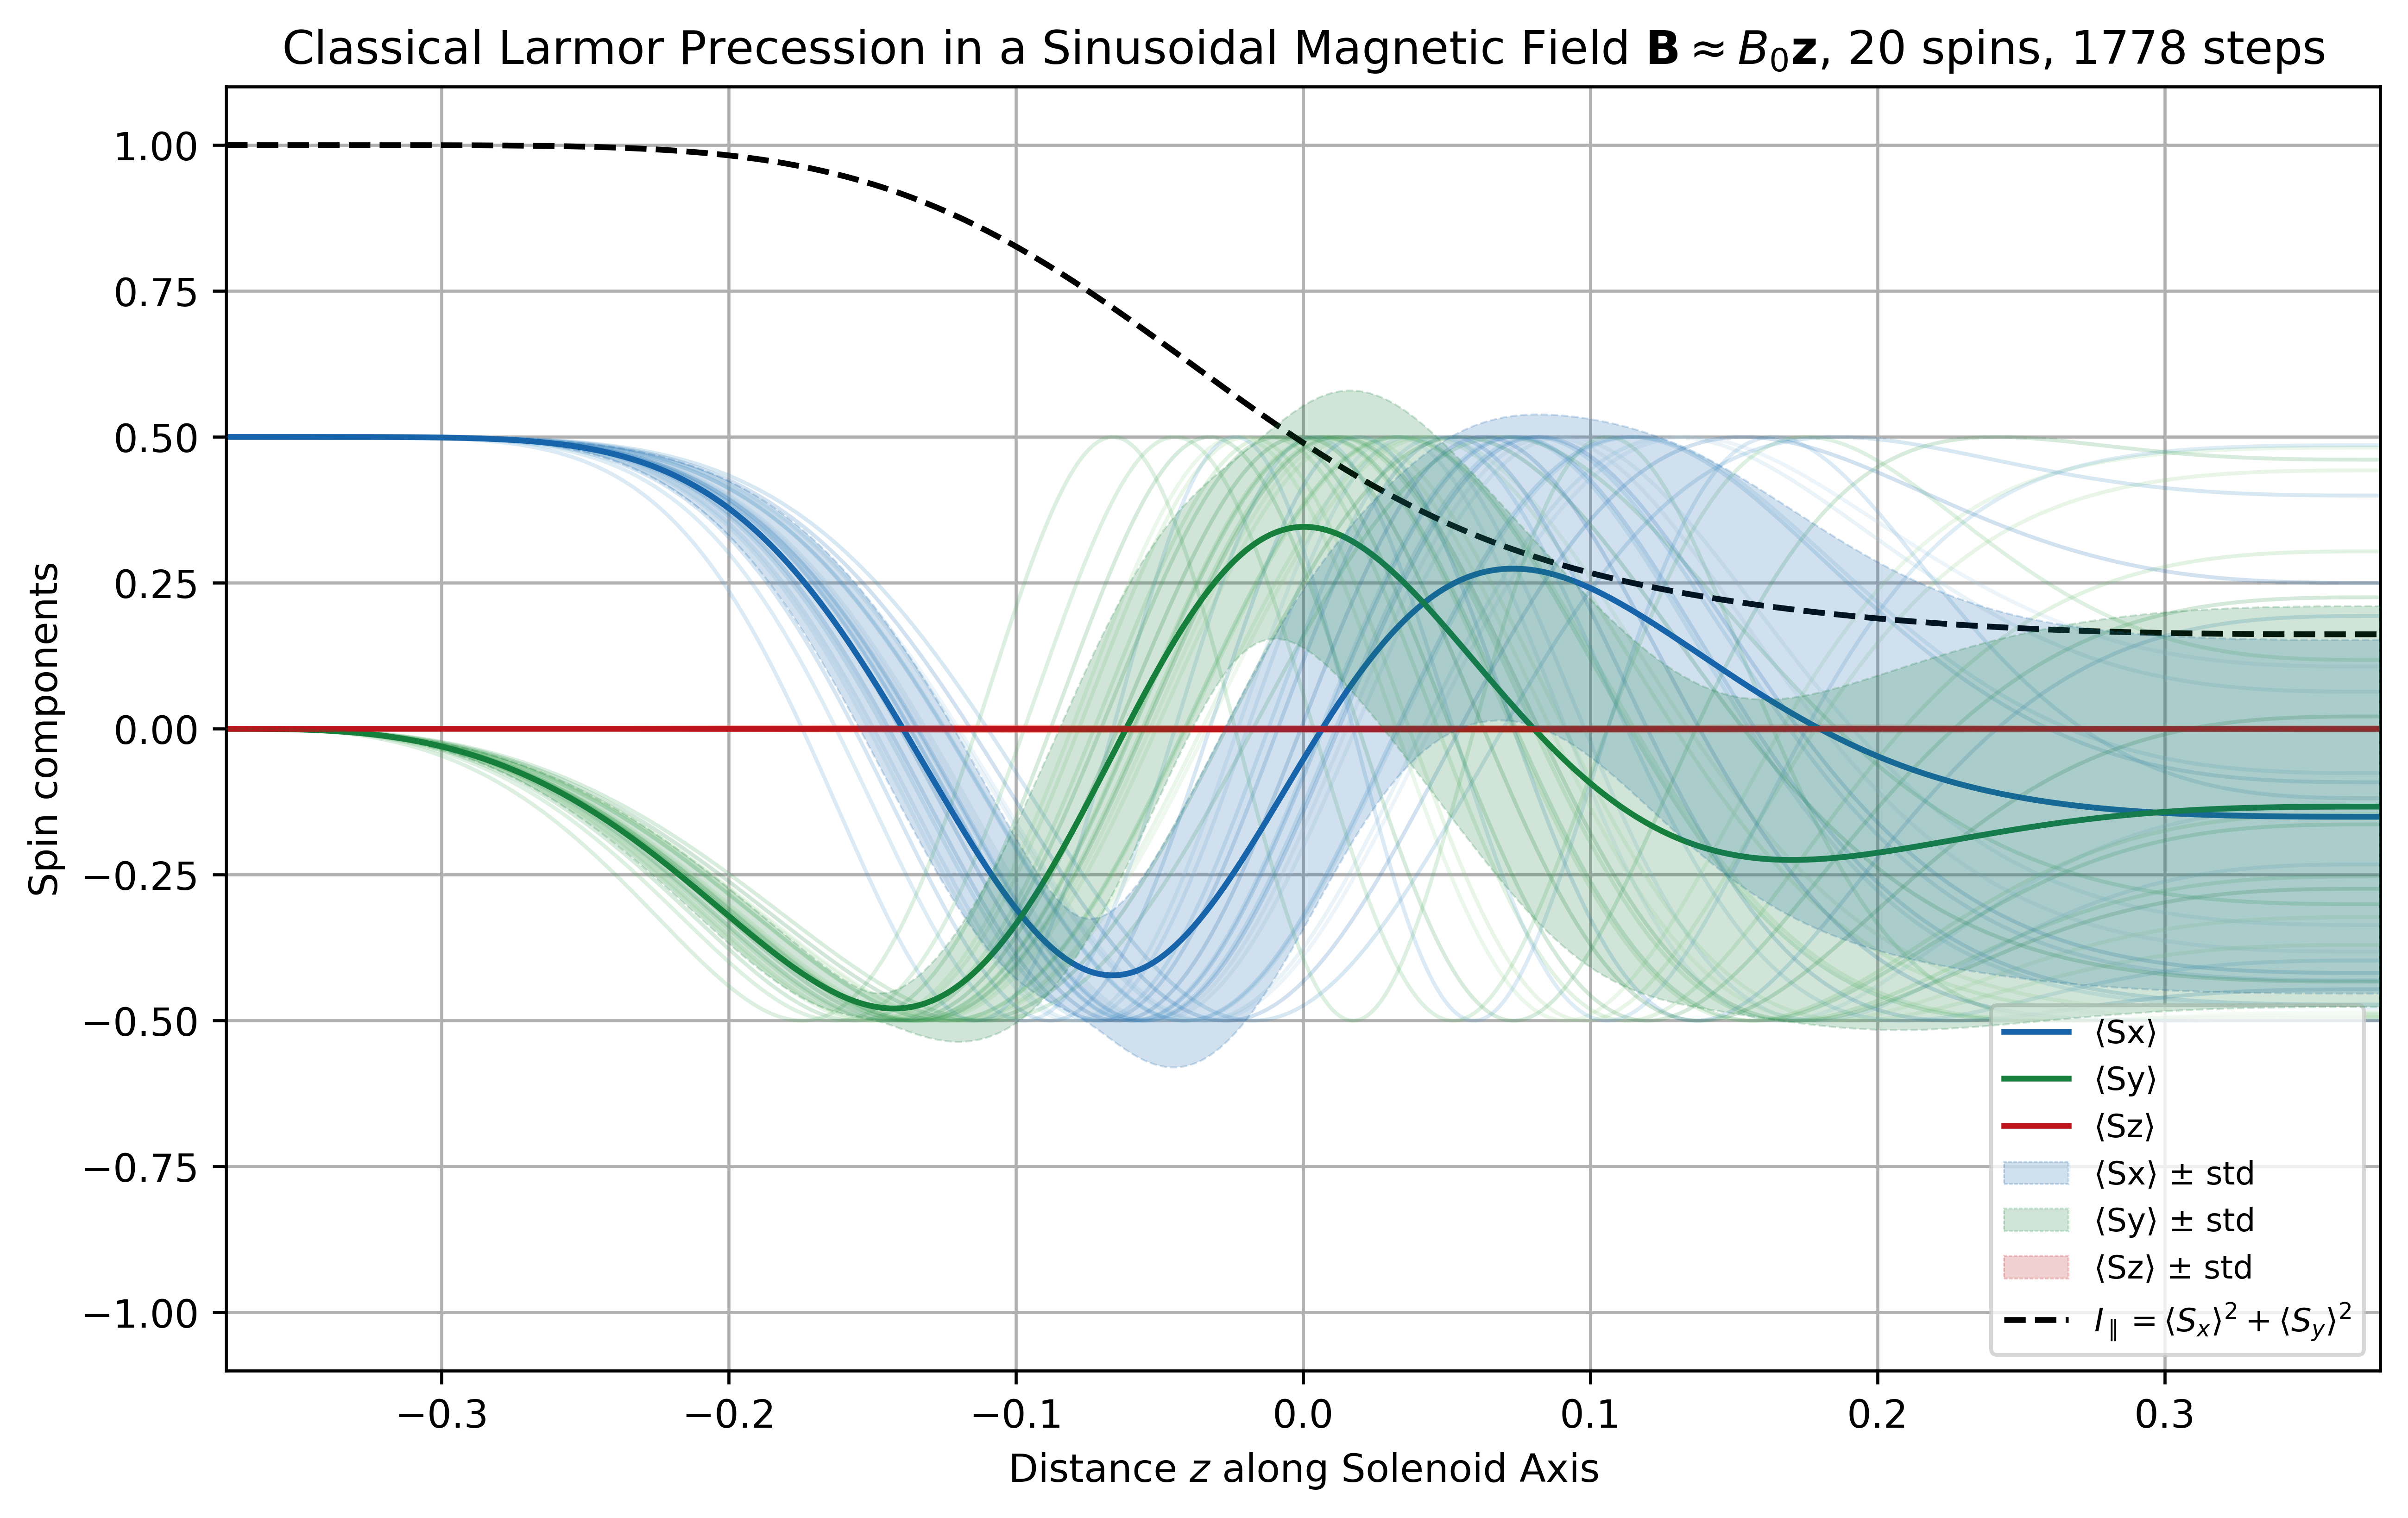 Classical Larmor Precession in a Sinusoidal Magnetic Field B ≈ B₀z, 20 spins, 1778 steps
1.00
0.75
0.50
0.25
0.00
−0.25
−0.50
−0.75
−1.00
Spin components
⟨Sx⟩
⟨Sy⟩
⟨Sz⟩
⟨Sx⟩ ± std
⟨Sy⟩ ± std
⟨Sz⟩ ± std
I∥ = ⟨Sₓ⟩² + ⟨S_y⟩²
−0.3 −0.2 −0.1 0.0 0.1 0.2 0.3
Distance z along Solenoid Axis